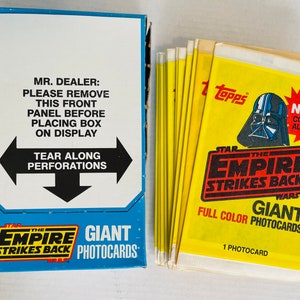 MR. DEALER:
PLEASE REMOVE
THIS FRONT
PANEL BEFORE
PLACING BOX
ON DISPLAY
TEAR ALONG
PERFORATIONS
THE
EMPIRE
STRIKES BACK
GIANT
PHOTOCARDS
Topps
STAR
THE
EMPIRE
STRIKES BACK
WARS
GIANT
FULL COLOR PHOTOCARD
1 PHOTOCARD